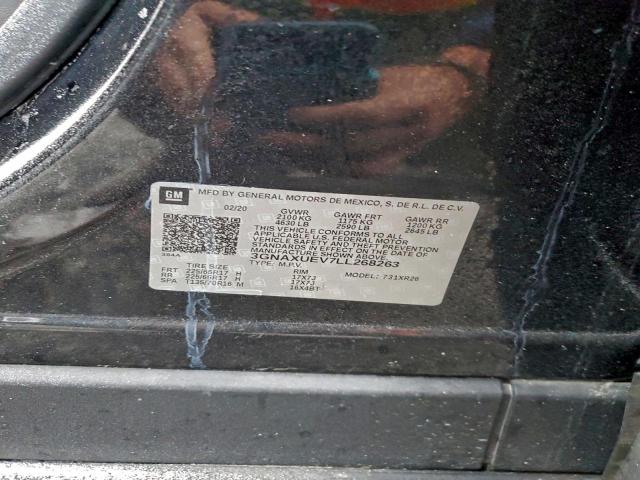 GM
MFD BY GENERAL MOTORS DE MEXICO, S. DE R.L. DE C.V.
02/20 GVWR GAWR FRT GAWR RR
2100 KG 1175 KG 1200 KG
4630 LB 2590 LB 2645 LB
THIS VEHICLE CONFORMS TO ALL APPLICABLE
U.S. FEDERAL MOTOR VEHICLE SAFETY AND THEFT PREVENTION
STANDARDS IN EFFECT ON THE DATE OF
MANUFACTURE SHOWN ABOVE.
3GNAXUEV7LL268263
TYPE: M.P.V. MODEL: 731XR26
384A
TIRE SIZE RIM
FRT 225/65R17 H 17X7J
RR 225/65R17 H 17X7J
SPA T135/70R16 M 16X4BT